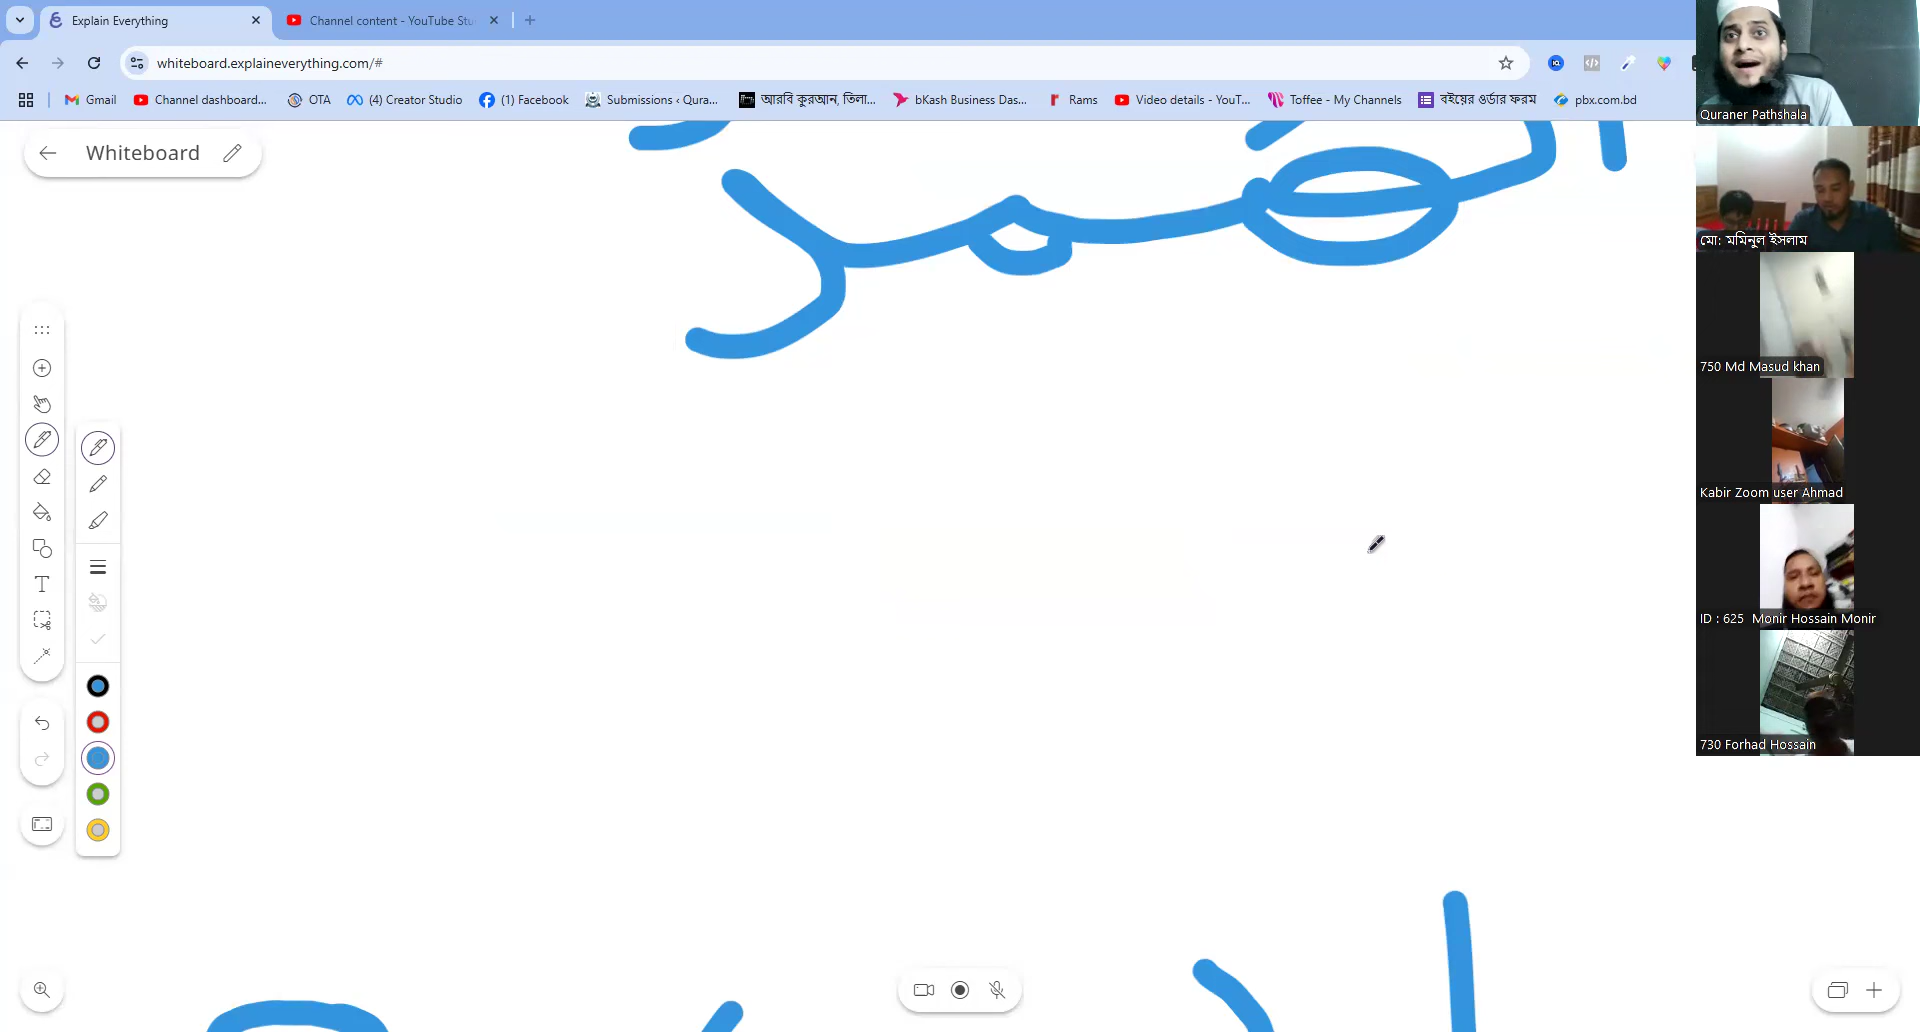 Explain Everything
Channel content - YouTube Stu
whiteboard.explaineverything.com/#
Gmail
Channel dashboard...
OTA
(4) Creator Studio
(1) Facebook
Submissions ‹ Qura...
আরবি কুরআন, তিলা...
bKash Business Das...
Rams
Video details - YouT...
Toffee - My Channels
বইয়ের ওর্ডার ফরম
pbx.com.bd
Whiteboard
Quraner Pathshala
মো: মমিনুল ইসলাম
750 Md Masud khan
Kabir Zoom user Ahmad
ID : 625 Monir Hossain Monir
730 Forhad Hossain